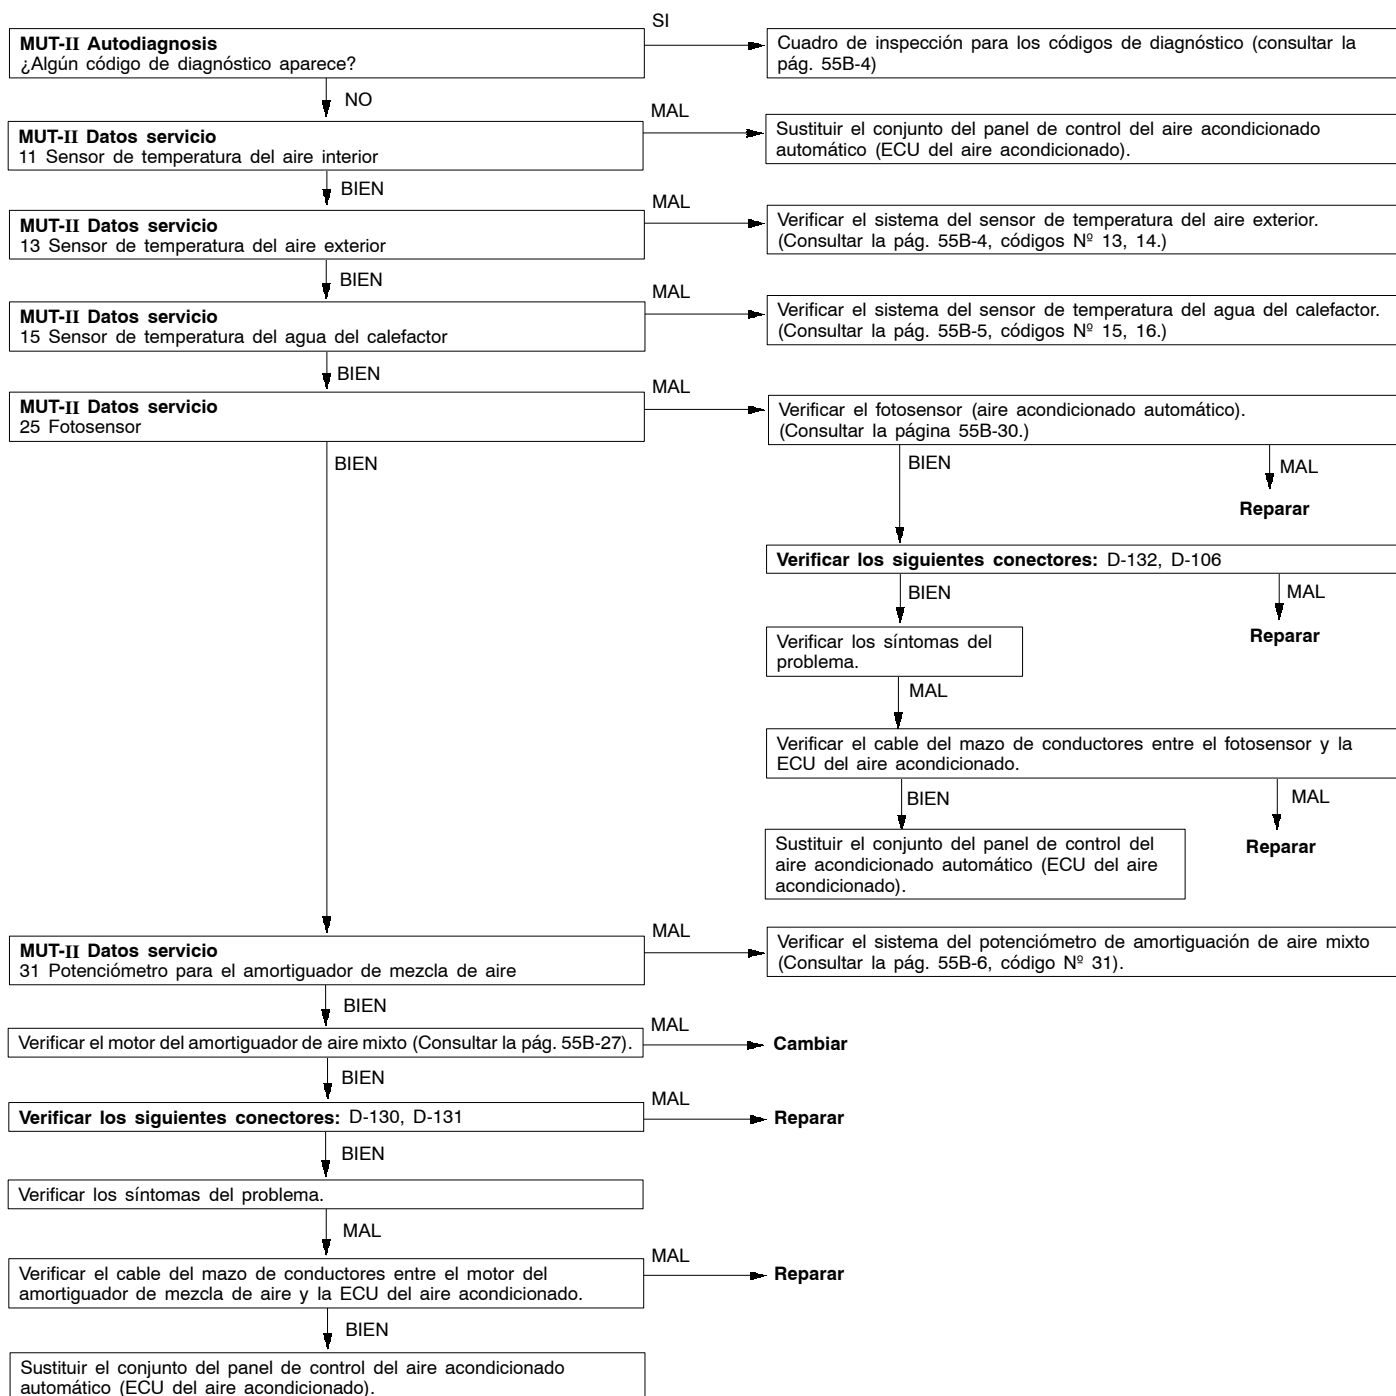 SI
MUT-II Autodiagnosis
¿Algún código de diagnóstico aparece?
Cuadro de inspección para los códigos de diagnóstico (consultar la
pág. 55B-4)
NO
MAL
MUT-II Datos servicio
11 Sensor de temperatura del aire interior
Sustituir el conjunto del panel de control del aire acondicionado
automático (ECU del aire acondicionado).
BIEN
MAL
MUT-II Datos servicio
13 Sensor de temperatura del aire exterior
Verificar el sistema del sensor de temperatura del aire exterior.
(Consultar la pág. 55B-4, códigos Nº 13, 14.)
BIEN
MAL
MUT-II Datos servicio
15 Sensor de temperatura del agua del calefactor
Verificar el sistema del sensor de temperatura del agua del calefactor.
(Consultar la pág. 55B-5, códigos Nº 15, 16.)
BIEN
MAL
MUT-II Datos servicio
25 Fotosensor
Verificar el fotosensor (aire acondicionado automático).
(Consultar la página 55B-30.)
BIEN
BIEN
MAL
Reparar
Verificar los siguientes conectores: D-132, D-106
BIEN
MAL
Reparar
Verificar los síntomas del
problema.
MAL
Verificar el cable del mazo de conductores entre el fotosensor y la
ECU del aire acondicionado.
BIEN
MAL
Sustituir el conjunto del panel de control del
aire acondicionado automático (ECU del aire
acondicionado).
Reparar
MAL
MUT-II Datos servicio
31 Potenciómetro para el amortiguador de mezcla de aire
Verificar el sistema del potenciómetro de amortiguación de aire mixto
(Consultar la pág. 55B-6, código Nº 31).
BIEN
MAL
Verificar el motor del amortiguador de aire mixto (Consultar la pág. 55B-27).
Cambiar
BIEN
MAL
Verificar los siguientes conectores: D-130, D-131
Reparar
BIEN
Verificar los síntomas del problema.
MAL
MAL
Verificar el cable del mazo de conductores entre el motor del
amortiguador de mezcla de aire y la ECU del aire acondicionado.
Reparar
BIEN
Sustituir el conjunto del panel de control del aire acondicionado
automático (ECU del aire acondicionado).